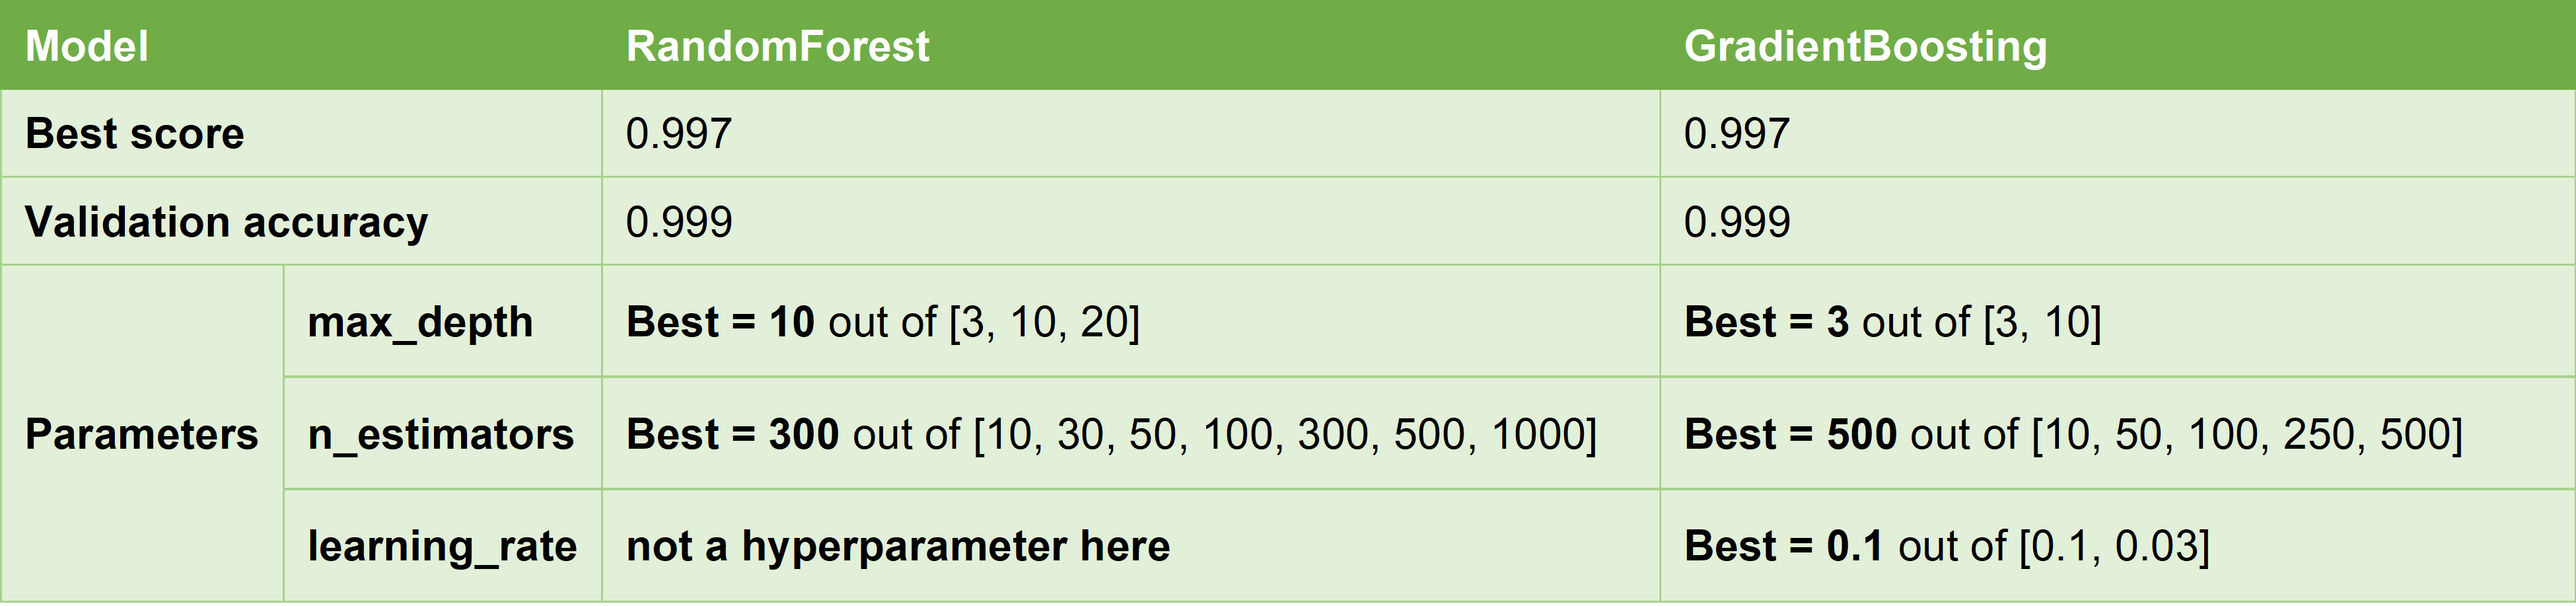 Model RandomForest GradientBoosting
Best score 0.997 0.997
Validation accuracy 0.999 0.999
max_depth Best = 10 out of [3, 10, 20] Best = 3 out of [3, 10]
Parameters n_estimators Best = 300 out of [10, 30, 50, 100, 300, 500, 1000] Best = 500 out of [10, 50, 100, 250, 500]
learning_rate not a hyperparameter here Best = 0.1 out of [0.1, 0.03]